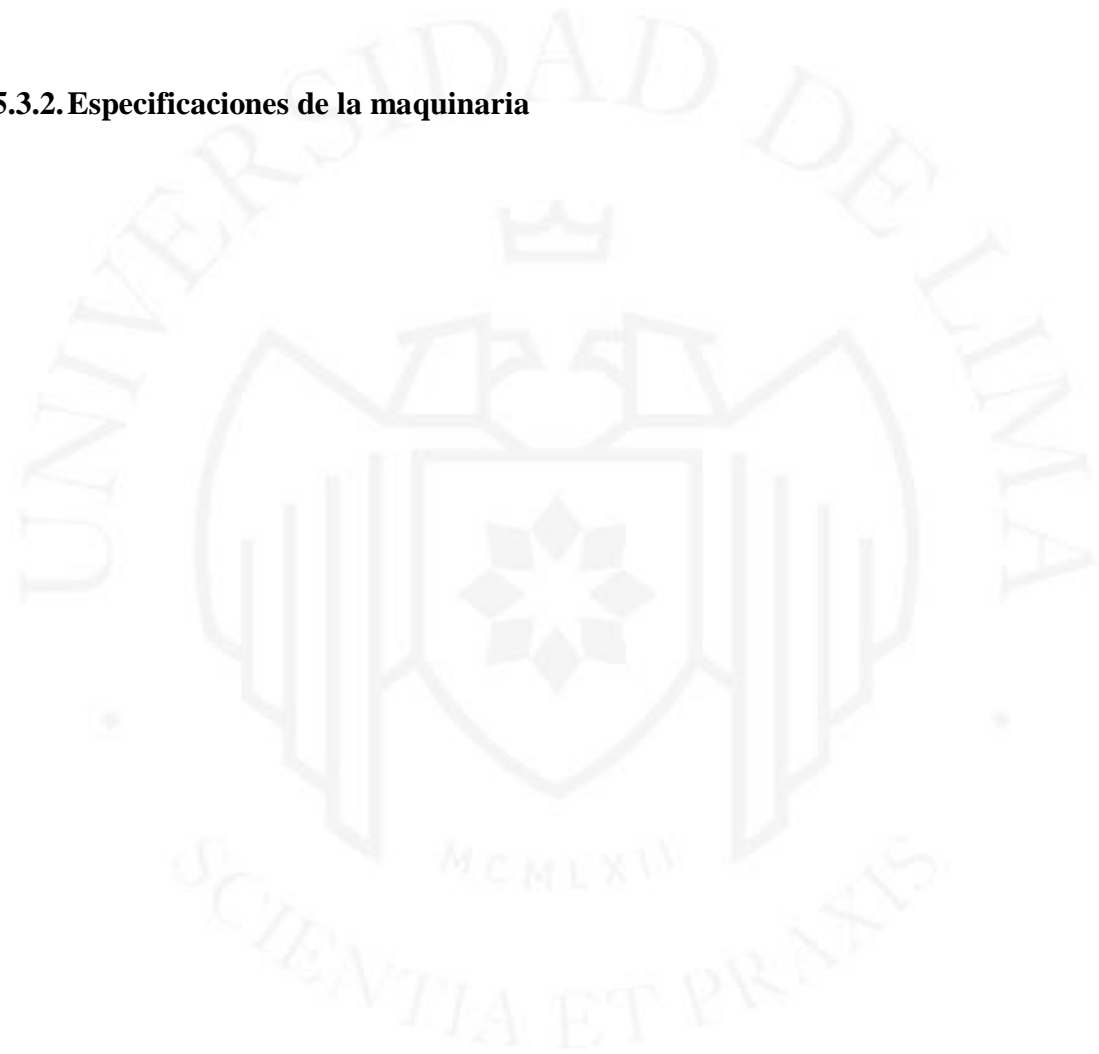 5.3.2. Especificaciones de la maquinaria
UNIVERSIDAD DE LIMA
MCMLXII
SCIENTIA ET PRAXIS